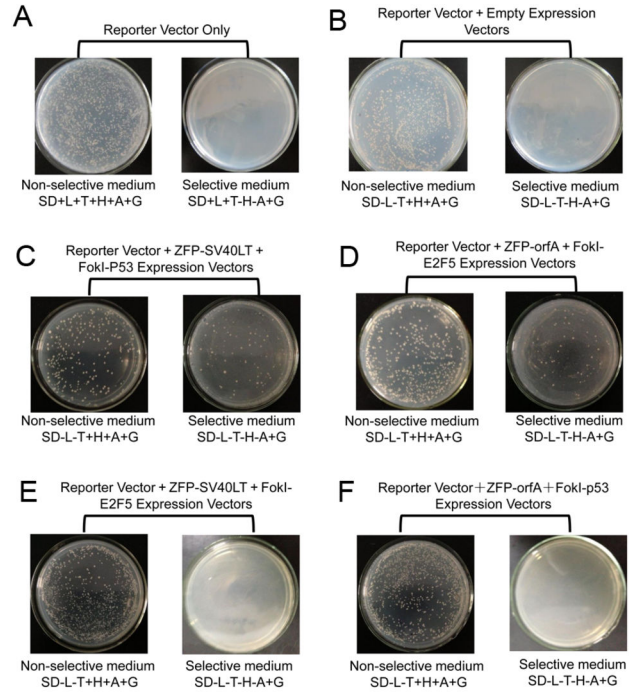 A
Reporter Vector Only
Non-selective medium
SD+L+T+H+A+G
Selective medium
SD+L+T-H-A+G
B
Reporter Vector + Empty Expression
Vectors
Non-selective medium
SD-L-T+H+A+G
Selective medium
SD-L-T-H-A+G
C
Reporter Vector + ZFP-SV40LT +
FokI-P53 Expression Vectors
Non-selective medium
SD-L-T+H+A+G
Selective medium
SD-L-T-H-A+G
D
Reporter Vector + ZFP-orfA + FokI-
E2F5 Expression Vectors
Non-selective medium
SD-L-T+H+A+G
Selective medium
SD-L-T-H-A+G
E
Reporter Vector + ZFP-SV40LT + FokI-
E2F5 Expression Vectors
Non-selective medium
SD-L-T+H+A+G
Selective medium
SD-L-T-H-A+G
F
Reporter Vector+ZFP-orfA+FokI-p53
Expression Vectors
Non-selective medium
SD-L-T+H+A+G
Selective medium
SD-L-T-H-A+G